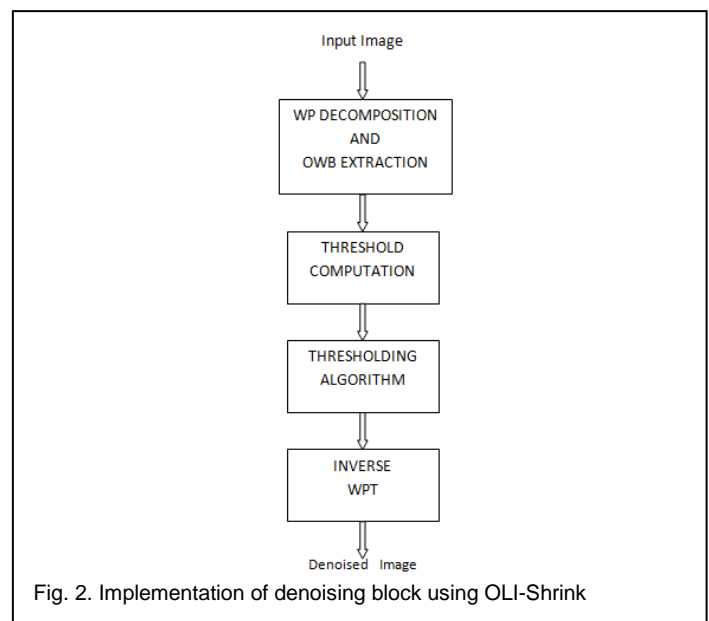 Input Image
WP DECOMPOSITION
AND
OWB EXTRACTION
THRESHOLD
COMPUTATION
THRESHOLDING
ALGORITHM
INVERSE
WPT
Denoised Image
Fig. 2. Implementation of denoising block using OLI-Shrink